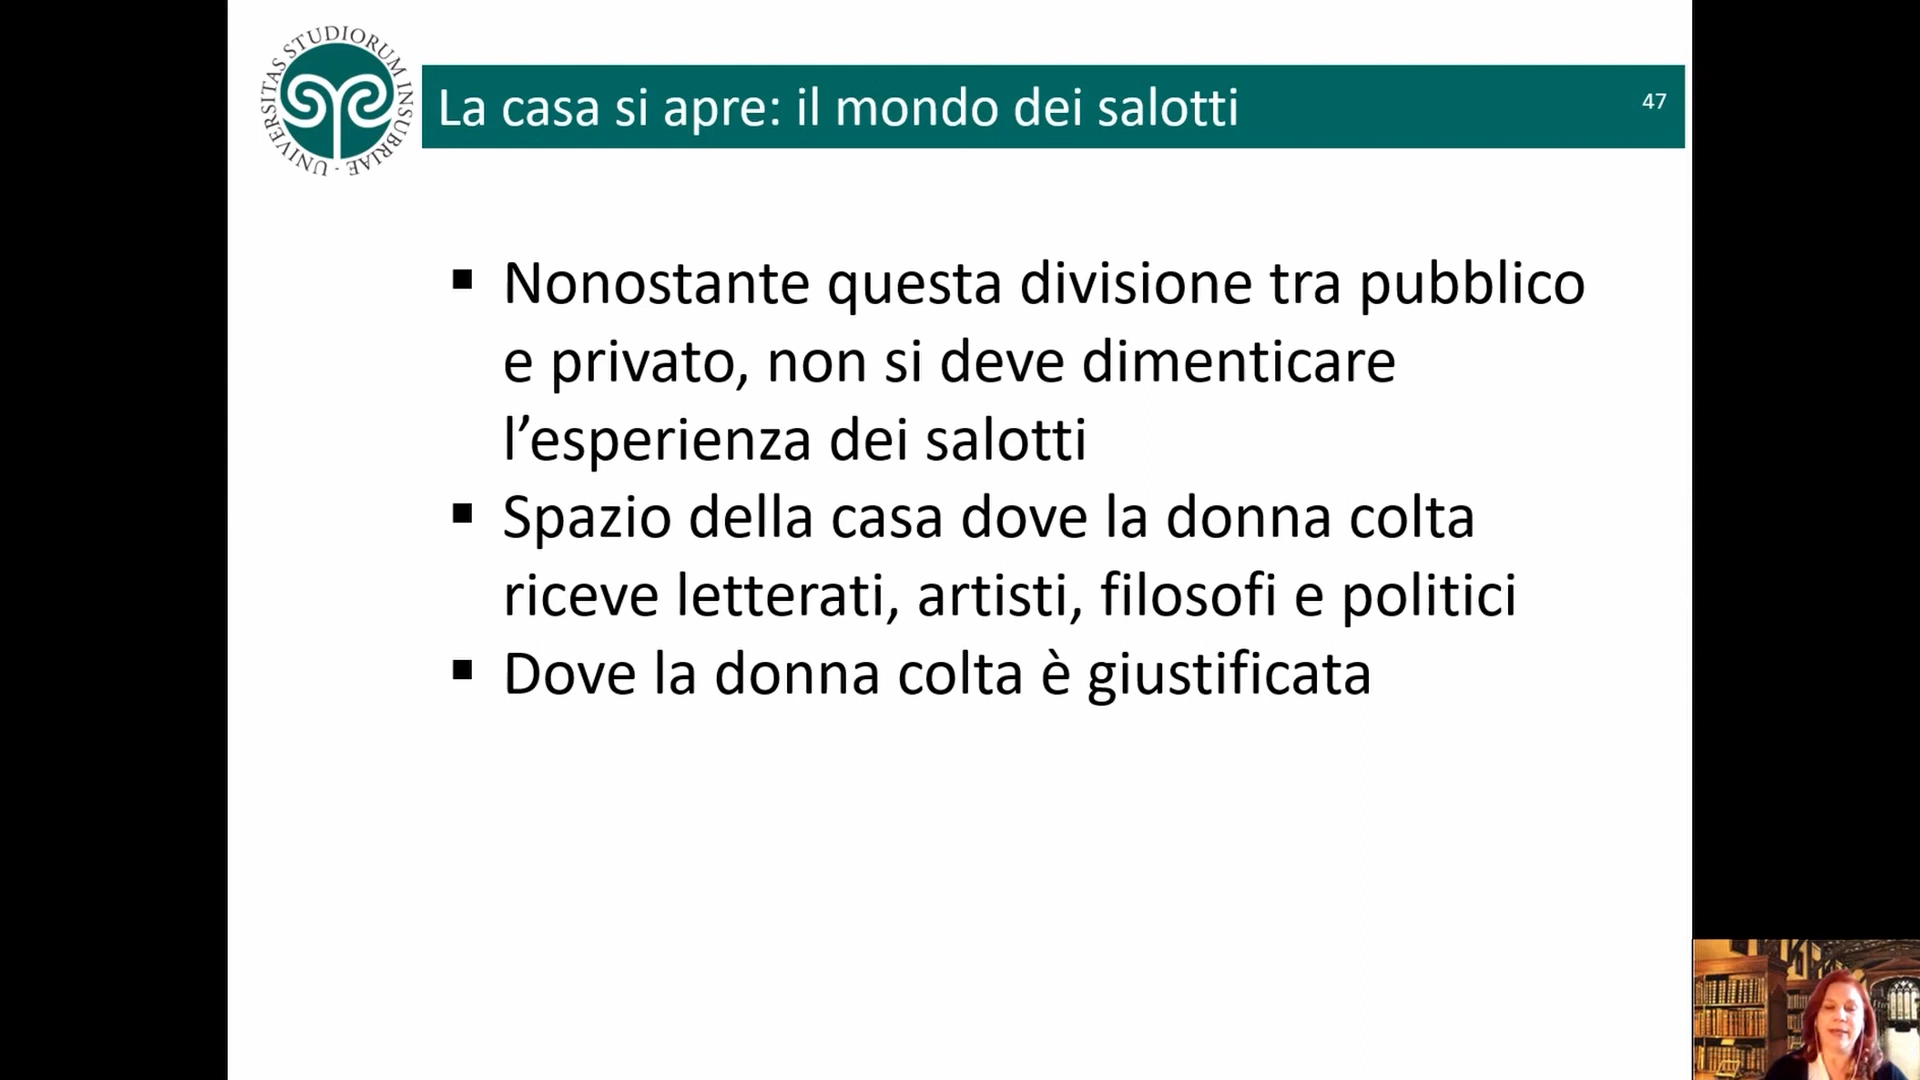 UNIVERSITAS STUDIORUM INSUBRIAE
La casa si apre: il mondo dei salotti
47
▪ Nonostante questa divisione tra pubblico
e privato, non si deve dimenticare
l’esperienza dei salotti
▪ Spazio della casa dove la donna colta
riceve letterati, artisti, filosofi e politici
▪ Dove la donna colta è giustificata